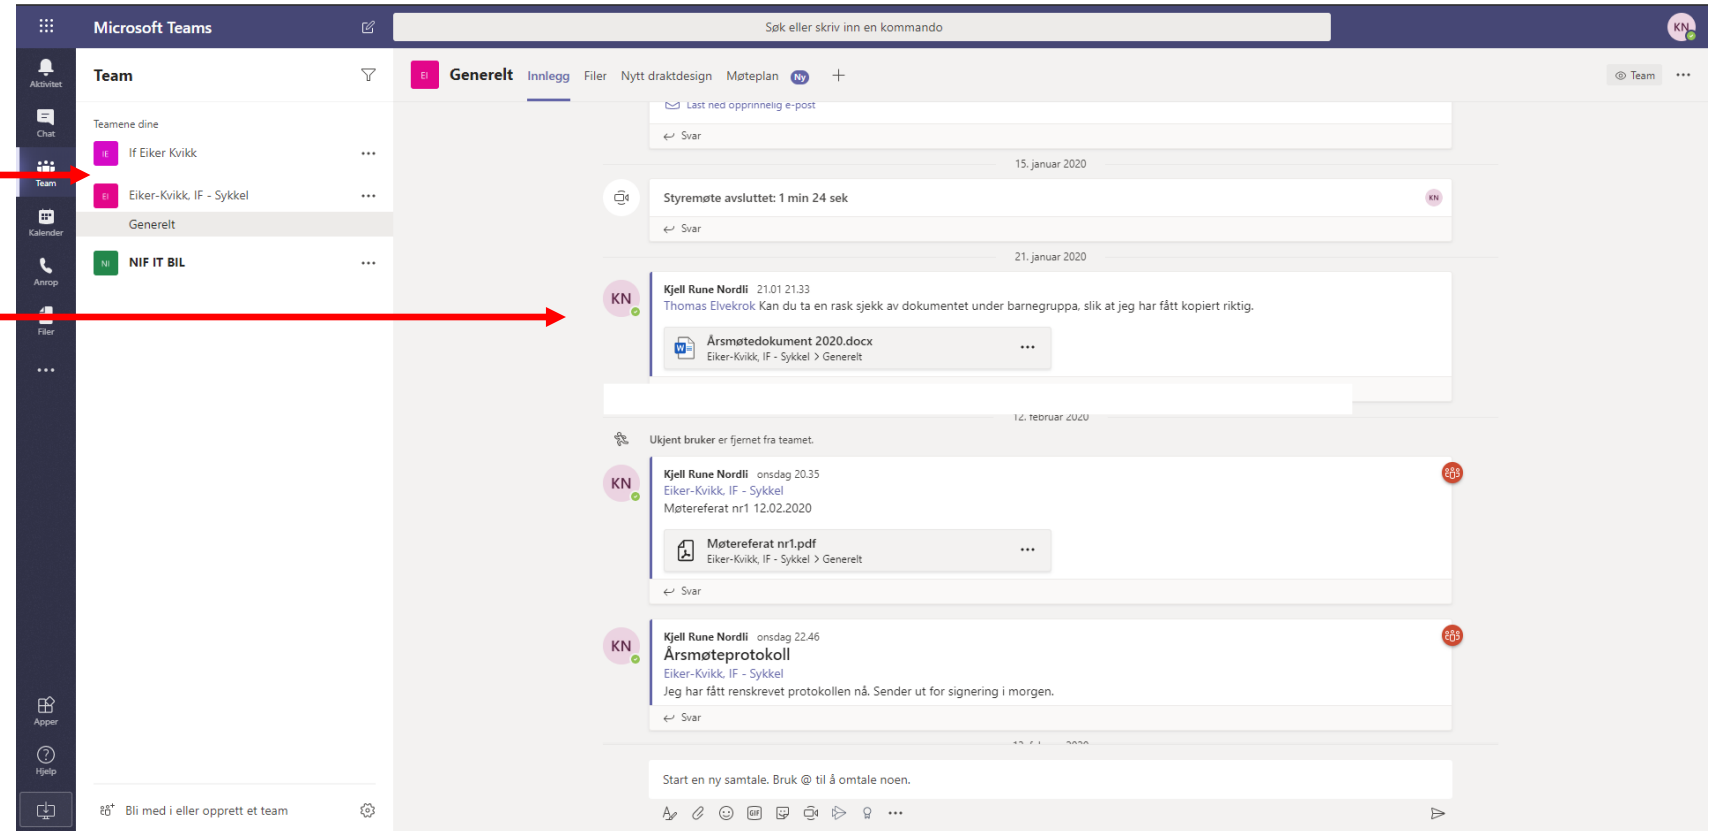 Microsoft Teams
Søk eller skriv inn en kommando
KN
Aktivitet
Chat
Team
Kalender
Anrop
Filer
Apper
Hjelp
Team
Teamene dine
IE If Eiker Kvikk
EI Eiker-Kvikk, IF - Sykkel
Generelt
NI NIF IT BIL
Bli med i eller opprett et team
EI Generelt Innlegg Filer Nytt draktdesign Møteplan Ny
Team
Last ned opprinnelig e-post
Svar
15. januar 2020
Styremøte avsluttet: 1 min 24 sek
KN
Svar
21. januar 2020
KN
Kjell Rune Nordli 21.01 21.33
Thomas Elvekrok Kan du ta en rask sjekk av dokumentet under barnegruppa, slik at jeg har fått kopiert riktig.
Årsmøtedokument 2020.docx
Eiker-Kvikk, IF - Sykkel > Generelt
12. februar 2020
Ukjent bruker er fjernet fra teamet.
KN
Kjell Rune Nordli onsdag 20.35
Eiker-Kvikk, IF - Sykkel
Møtereferat nr1 12.02.2020
Møtereferat nr1.pdf
Eiker-Kvikk, IF - Sykkel > Generelt
Svar
KN
Kjell Rune Nordli onsdag 22.46
Årsmøteprotokoll
Eiker-Kvikk, IF - Sykkel
Jeg har fått renskrevet protokollen nå. Sender ut for signering i morgen.
Svar
Start en ny samtale. Bruk @ til å omtale noen.
GIF